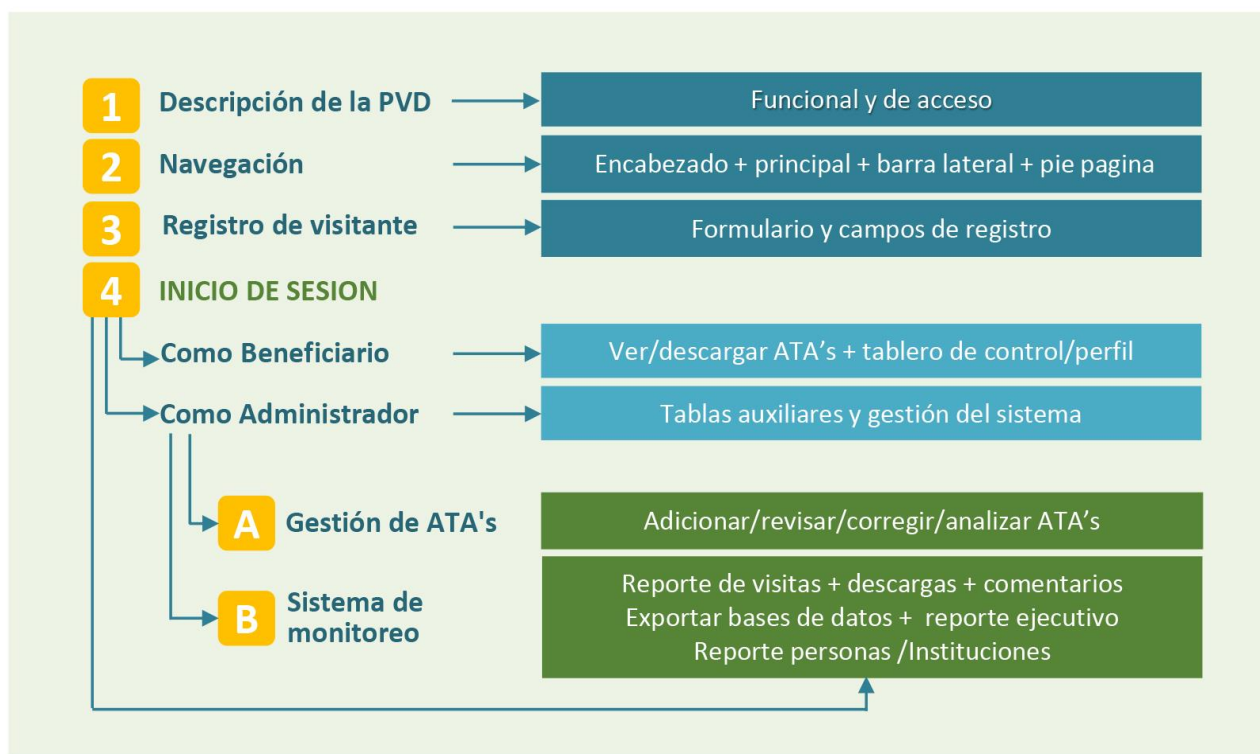 1 Descripción de la PVD Funcional y de acceso
2 Navegación Encabezado + principal + barra lateral + pie pagina
3 Registro de visitante Formulario y campos de registro
4 INICIO DE SESION
Como Beneficiario Ver/descargar ATA’s + tablero de control/perfil
Como Administrador Tablas auxiliares y gestión del sistema
A Gestión de ATA's Adicionar/revisar/corregir/analizar ATA’s
B Sistema de monitoreo
Reporte de visitas + descargas + comentarios
Exportar bases de datos + reporte ejecutivo
Reporte personas /Instituciones